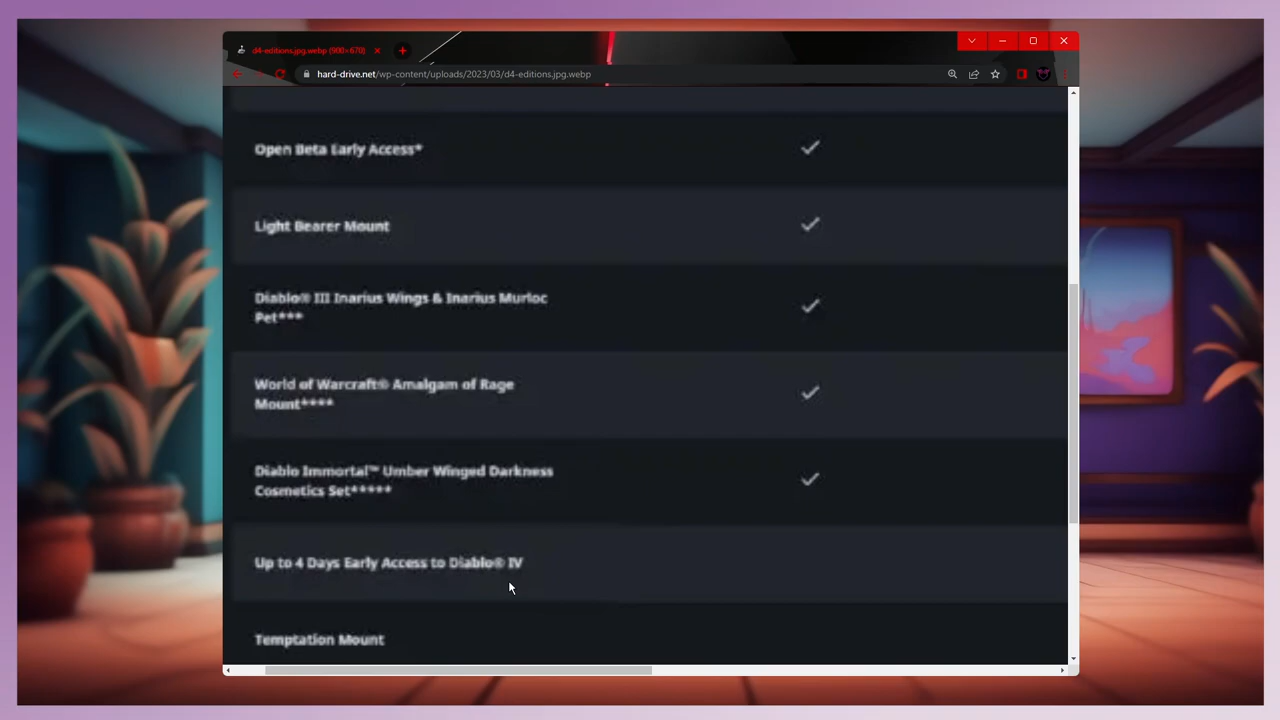 d4-editions.jpg.webp (900×670)
hard-drive.net/wp-content/uploads/2023/03/d4-editions.jpg.webp
Open Beta Early Access*
Light Bearer Mount
Diablo® III Inarius Wings & Inarius Murloc
Pet***
World of Warcraft® Amalgam of Rage
Mount****
Diablo Immortal™ Umber Winged Darkness
Cosmetics Set*****
Up to 4 Days Early Access to Diablo® IV
Temptation Mount